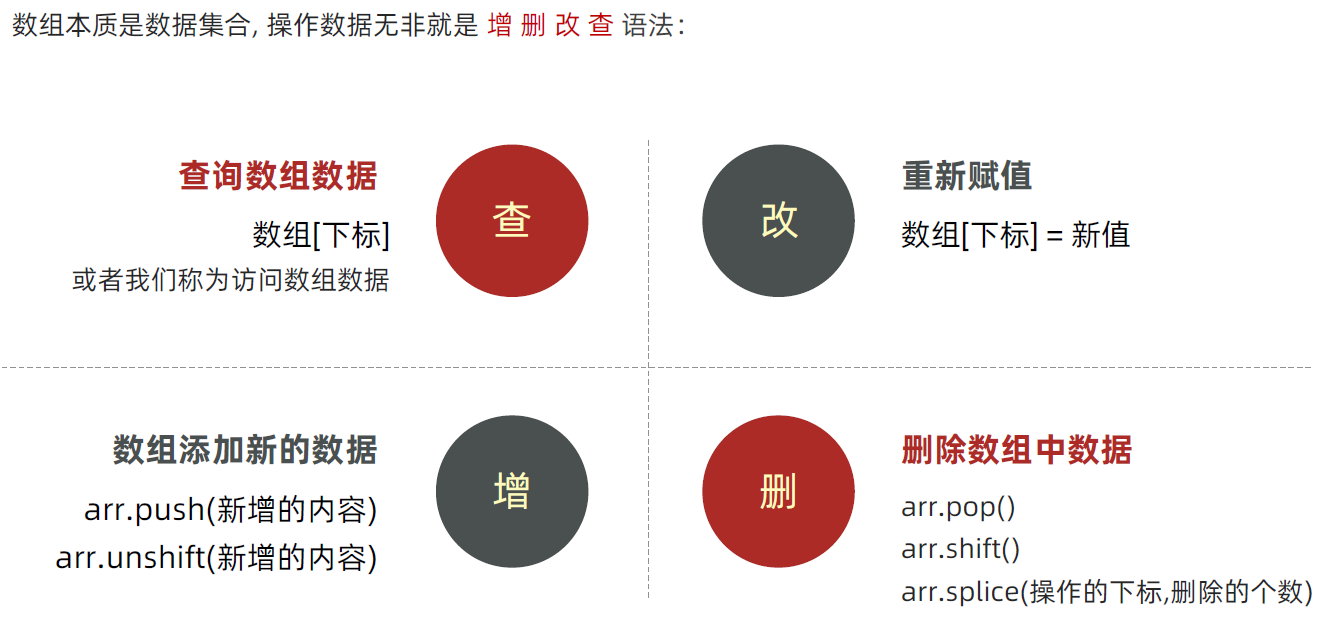 数组本质是数据集合, 操作数据无非就是 增 删 改 查 语法：
查询数组数据
数组[下标]
或者我们称为访问数组数据
查
改
重新赋值
数组[下标] = 新值
数组添加新的数据
arr.push(新增的内容)
arr.unshift(新增的内容)
增
删
删除数组中数据
arr.pop()
arr.shift()
arr.splice(操作的下标,删除的个数)